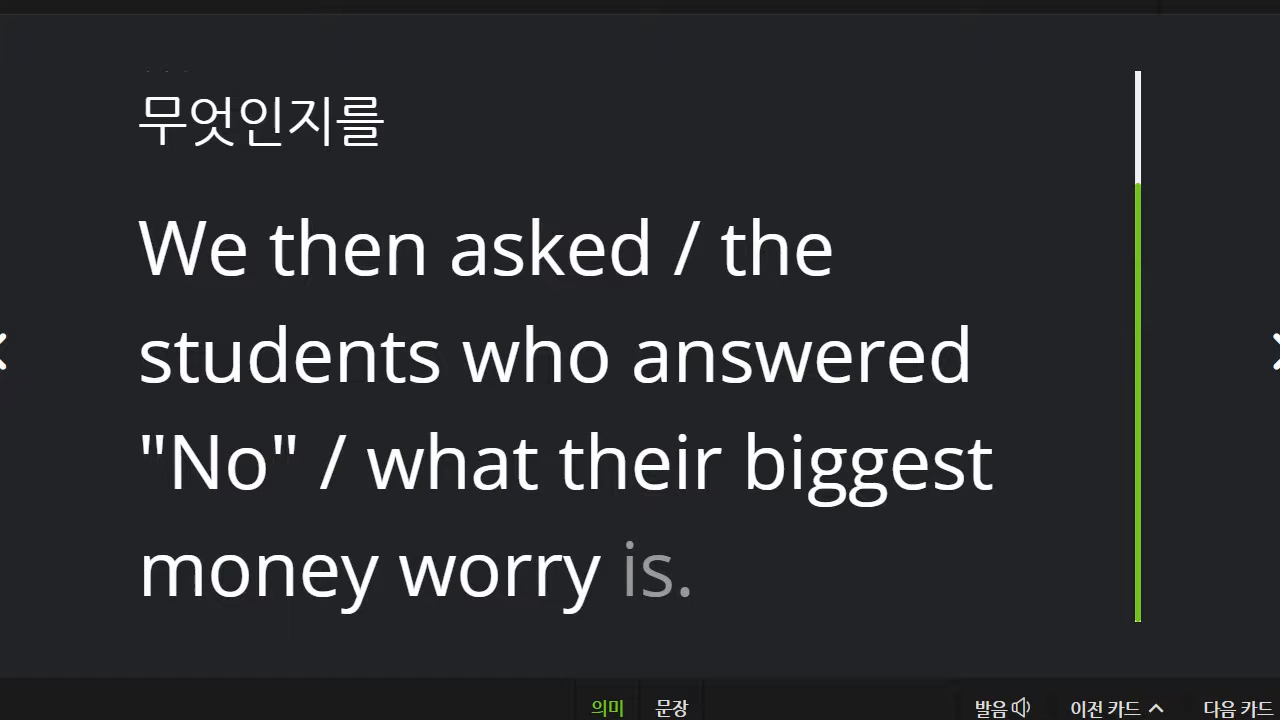 무엇인지를
We then asked / the
students who answered
"No" / what their biggest
money worry is.
의미 문장 발음 이전 카드 다음 카드